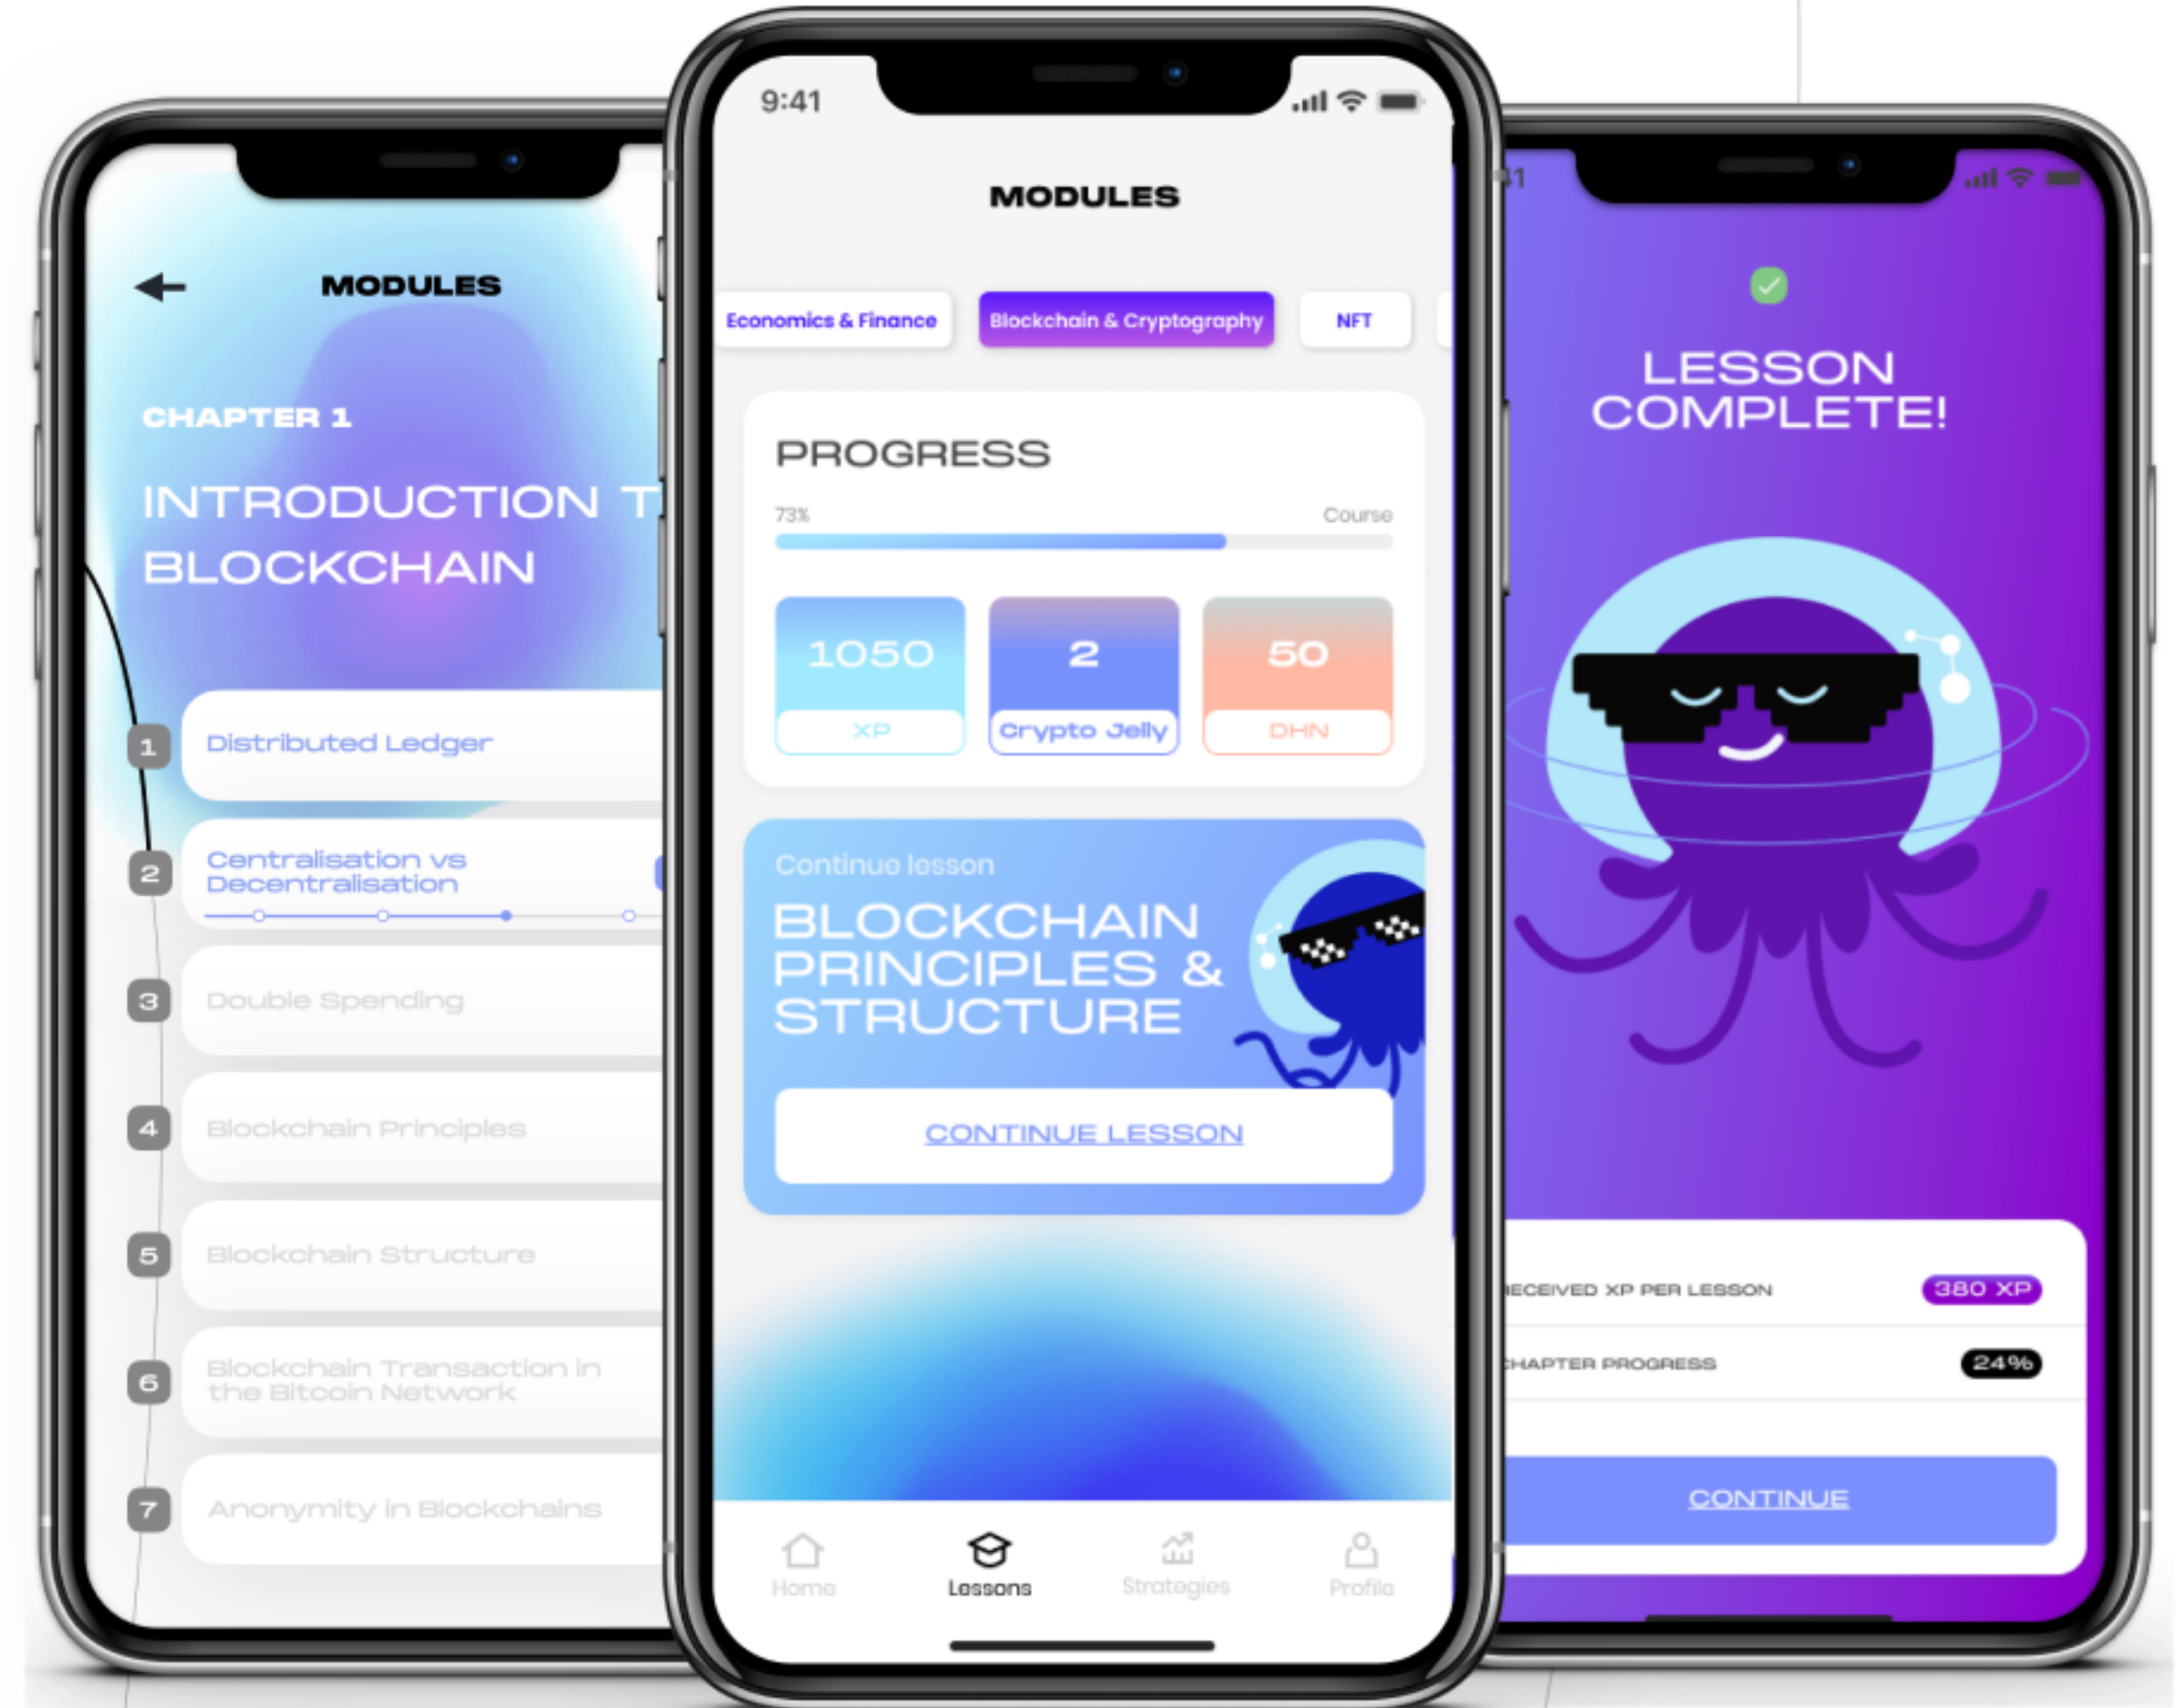 MODULES
CHAPTER 1
INTRODUCTION T
BLOCKCHAIN
1
Distributed Ledger
2
Centralisation vs
Decentralisation
3
Double Spending
4
Blockchain Principles
5
Blockchain Structure
6
Blockchain Transaction in
the Bitcoin Network
7
Anonymity in Blockchains
9:41
MODULES
Economics & Finance
Blockchain & Cryptography
NFT
PROGRESS
73%
Course
1050
XP
2
Crypto Jelly
50
DHN
Continue lesson
BLOCKCHAIN
PRINCIPLES &
STRUCTURE
CONTINUE LESSON
Home
Lessons
Strategies
Profile
41
LESSON
COMPLETE!
ECEIVED XP PER LESSON
380 XP
CHAPTER PROGRESS
24%
CONTINUE